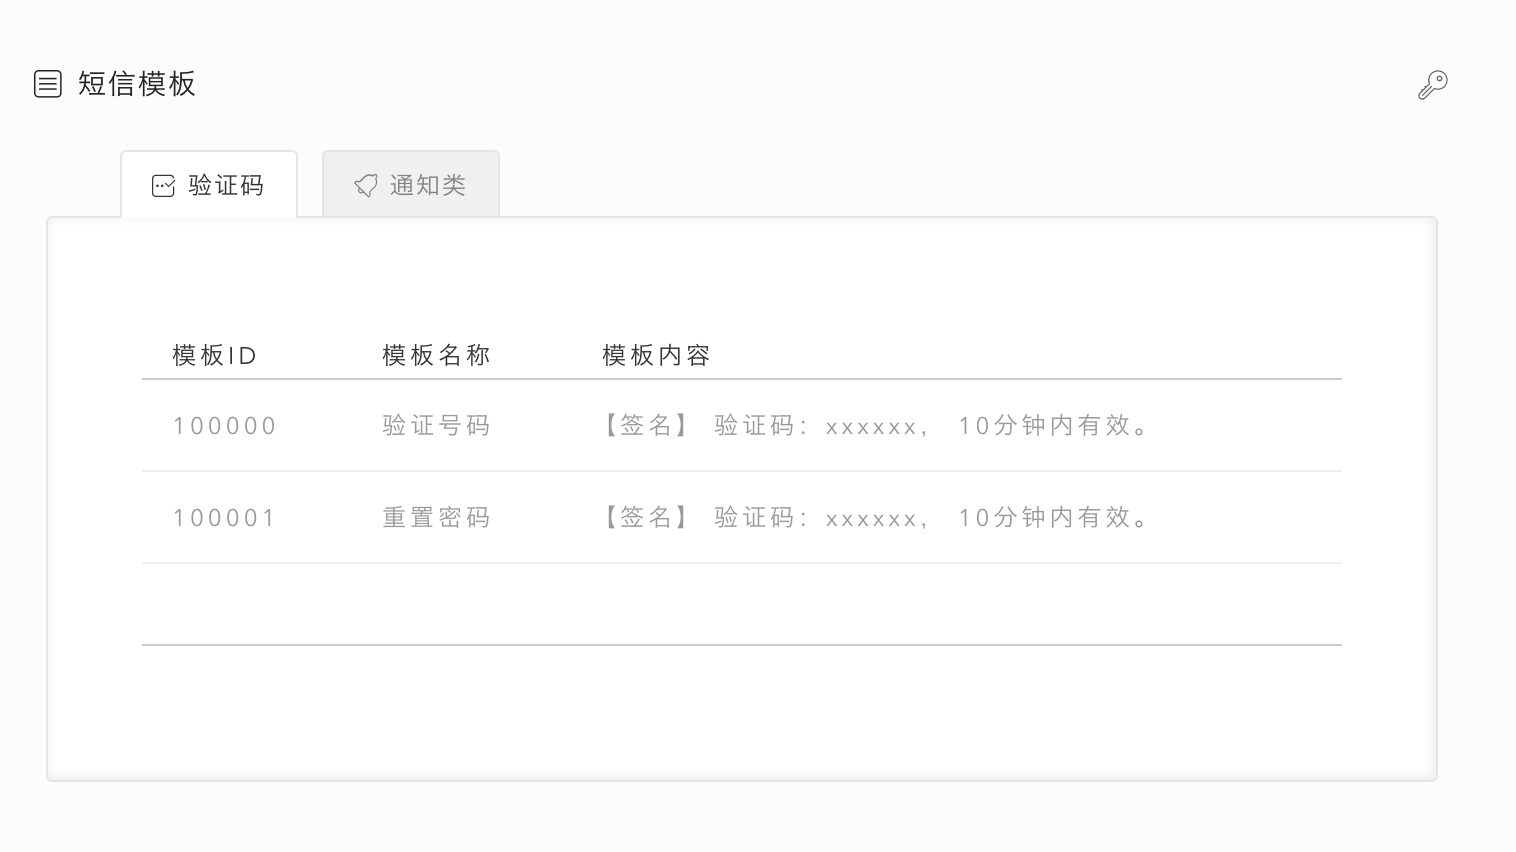 短信模板
验证码 通知类
模板ID 模板名称 模板内容
100000 验证号码 【签名】 验证码：xxxxxx， 10分钟内有效。
100001 重置密码 【签名】 验证码：xxxxxx， 10分钟内有效。